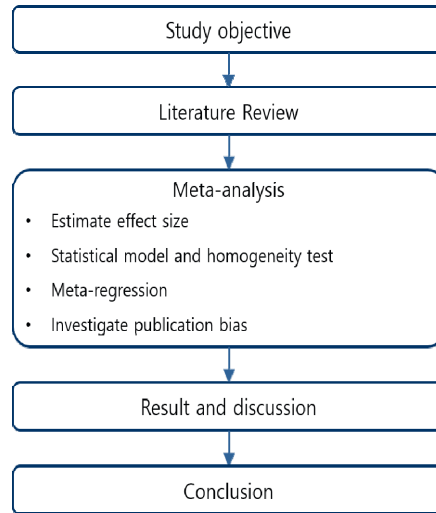 Study objective
Literature Review
Meta-analysis
• Estimate effect size
• Statistical model and homogeneity test
• Meta-regression
• Investigate publication bias
Result and discussion
Conclusion